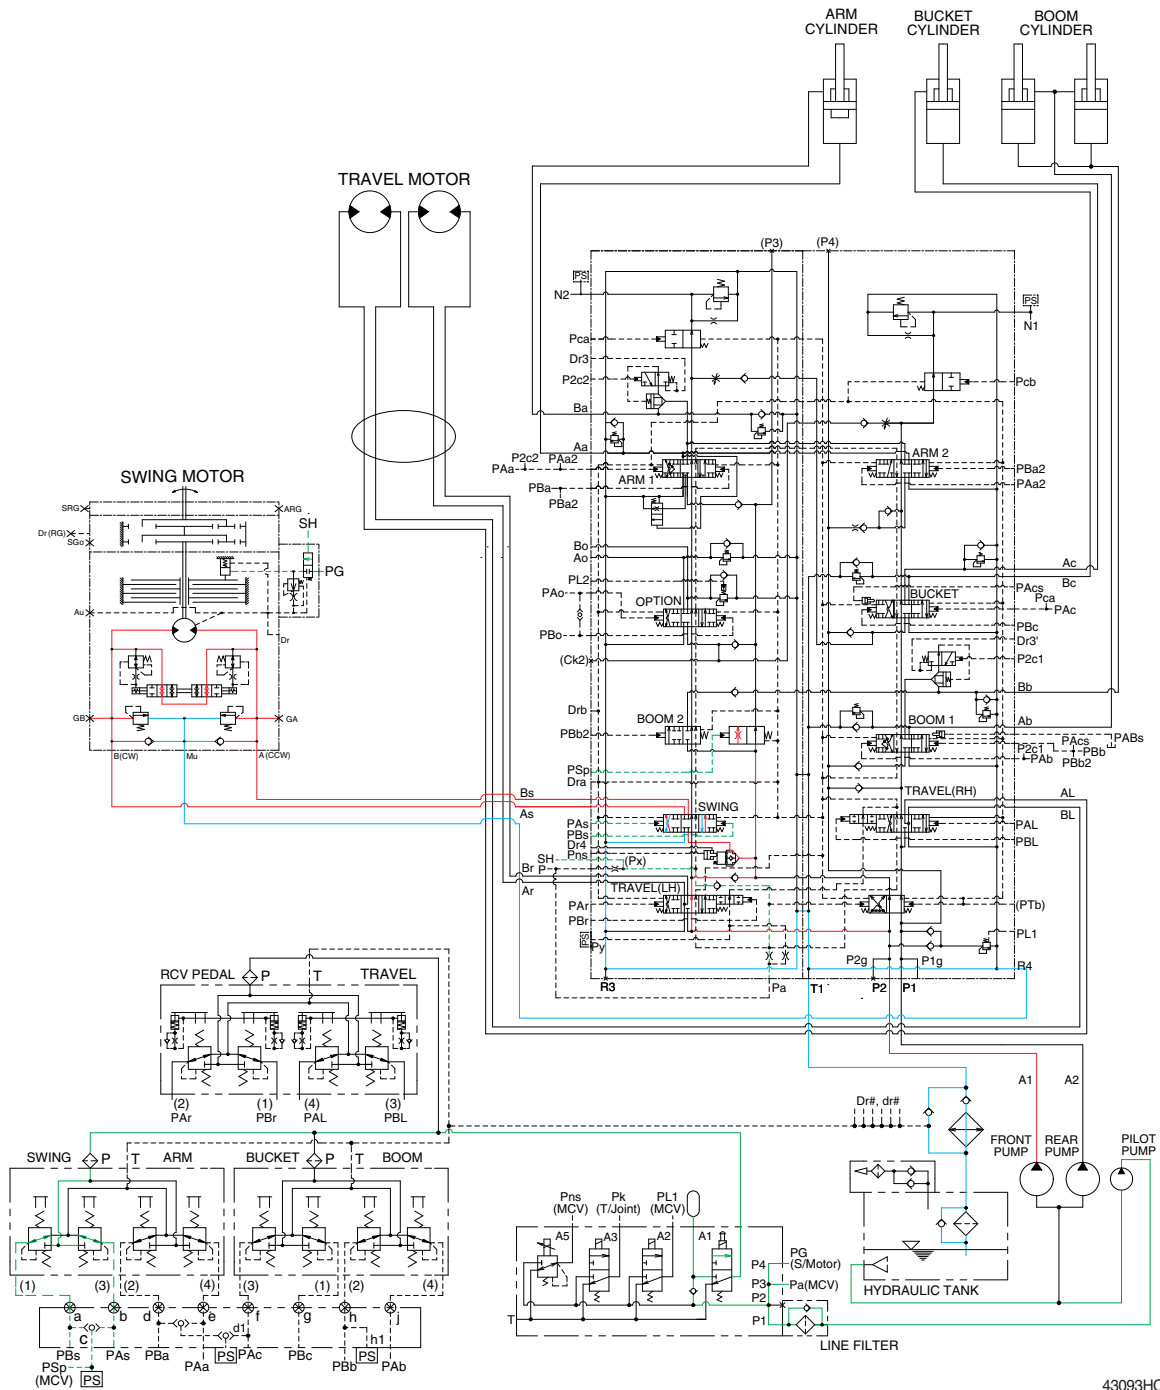 ARM
CYLINDER
BUCKET
CYLINDER
BOOM
CYLINDER
TRAVEL MOTOR
(P3)
(P4)
PS
N2
PS
N1
Pca
Dr3
P2c2
Pcb
Ba
Aa
P2c2
PAa2
PAa
ARM 1
ARM 2
PBa2
PAa2
PBa
PBa2
SWING MOTOR
SRG
ARG
SH
Dr(RG)
SGo
PG
Au
Dr
GB
GA
B(CW)
Mu
A(CCW)
Bo
Ao
PL2
PAo
OPTION
PBo
(Ck2)
Ac
Bc
PAcs
Pca
BUCKET
PAc
PBc
Dr3'
P2c1
Bb
Drb
Ab
BOOM 2
BOOM 1
PBb2
PABs
PAcs
P2c1
PBb
PAb
PBb2
PSp
Dra
Bs
As
SWING
TRAVEL(RH)
AL
BL
PAs
PBs
PAL
PBL
Dr4
Pns
SH
P
(Px)
Br
Ar
TRAVEL(LH)
PAr
PBr
(PTb)
PS
Py
PL1
P2g
P1g
R4
R3
Pa
T1
P2
P1
RCV PEDAL
P
T
TRAVEL
(2)
(1)
(4)
(3)
PAr
PBr
PAL
PBL
Dr#, dr#
A1
A2
FRONT
PUMP
REAR
PUMP
PILOT
PUMP
SWING
P
T
ARM
BUCKET
P
T
BOOM
(1)
(3)
(2)
(4)
(3)
(1)
(2)
(4)
a
b
d
e
f
g
h
j
c
d1
h1
PBs
PAs
PBa
PAa
PS
PAc
PBc
PBb
PS
PAb
PSp
(MCV)
PS
Pns
(MCV)
Pk
(T/Joint)
PL1
(MCV)
A5
A3
A2
A1
PG
P4
(S/Motor)
P3
Pa(MCV)
P2
P1
T
LINE FILTER
HYDRAULIC TANK
43093HC